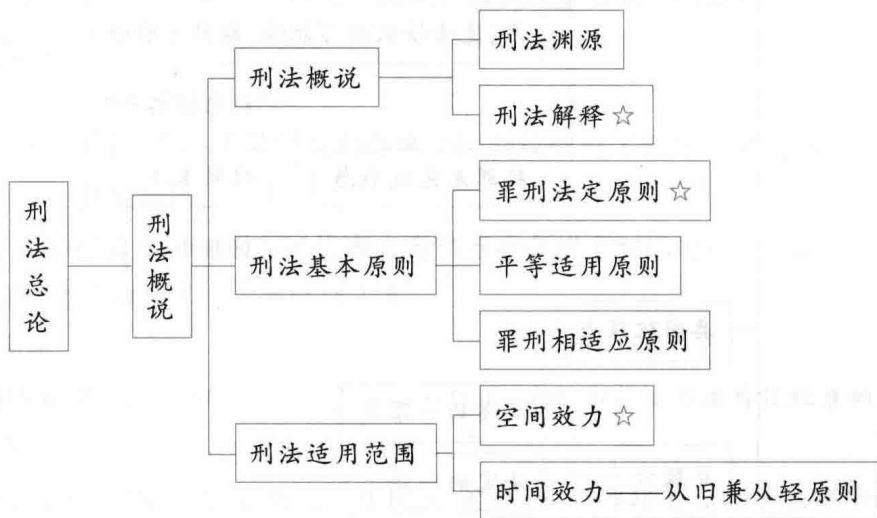 刑法总论
刑法概说
刑法概说
刑法渊源
刑法解释☆
刑法基本原则
罪刑法定原则☆
平等适用原则
罪刑相适应原则
刑法适用范围
空间效力☆
时间效力——从旧兼从轻原则